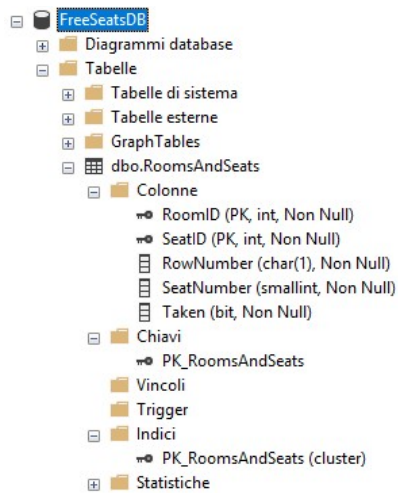 FreeSeatsDB
Diagrammi database
Tabelle
Tabelle di sistema
Tabelle esterne
GraphTables
dbo.RoomsAndSeats
Colonne
RoomID (PK, int, Non Null)
SeatID (PK, int, Non Null)
RowNumber (char(1), Non Null)
SeatNumber (smallint, Non Null)
Taken (bit, Non Null)
Chiavi
PK_RoomsAndSeats
Vincoli
Trigger
Indici
PK_RoomsAndSeats (cluster)
Statistiche